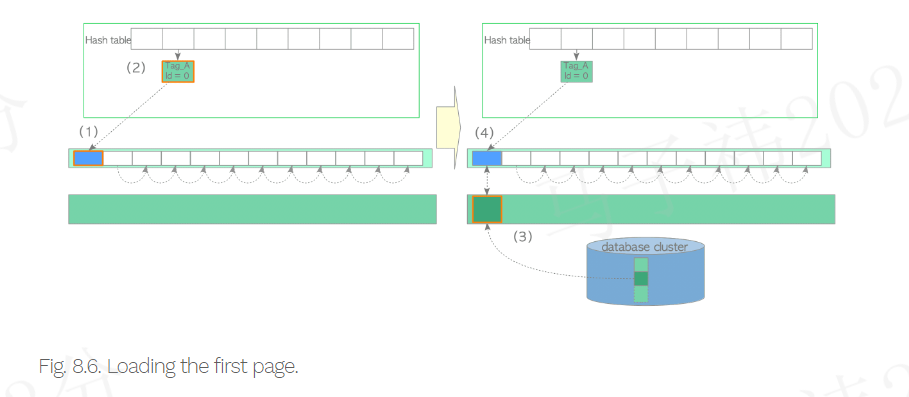 Hash table
Tag_A
Id = 0
(2)
(1)
Hash table
Tag_A
Id = 0
(4)
(3)
database cluster
Fig. 8.6. Loading the first page.